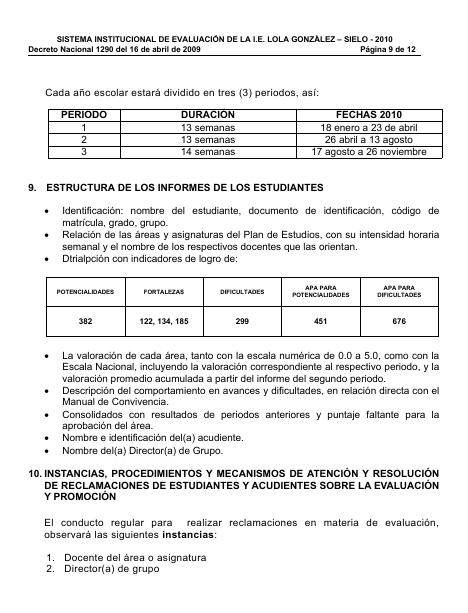 SISTEMA INSTITUCIONAL DE EVALUACIÓN DE LA I.E. LOLA GONZÀLEZ – SIELO - 2010
Decreto Nacional 1290 del 16 de abril de 2009 Página 9 de 12
Cada año escolar estará dividido en tres (3) periodos, así:
PERIODO DURACIÓN FECHAS 2010
1 13 semanas 18 enero a 23 de abril
2 13 semanas 26 abril a 13 agosto
3 14 semanas 17 agosto a 26 noviembre
9. ESTRUCTURA DE LOS INFORMES DE LOS ESTUDIANTES
• Identificación: nombre del estudiante, documento de identificación, código de
matrícula, grado, grupo.
• Relación de las áreas y asignaturas del Plan de Estudios, con su intensidad horaria
semanal y el nombre de los respectivos docentes que las orientan.
• Dtrialpción con indicadores de logro de:
POTENCIALIDADES FORTALEZAS DIFICULTADES APA PARA POTENCIALIDADES APA PARA DIFICULTADES
382 122, 134, 185 299 451 676
• La valoración de cada área, tanto con la escala numérica de 0.0 a 5.0, como con la
Escala Nacional, incluyendo la valoración correspondiente al respectivo periodo, y la
valoración promedio acumulada a partir del informe del segundo periodo.
• Descripción del comportamiento en avances y dificultades, en relación directa con el
Manual de Convivencia.
• Consolidados con resultados de periodos anteriores y puntaje faltante para la
aprobación del área.
• Nombre e identificación del(a) acudiente.
• Nombre del(a) Director(a) de Grupo.
10. INSTANCIAS, PROCEDIMIENTOS Y MECANISMOS DE ATENCIÓN Y RESOLUCIÓN
DE RECLAMACIONES DE ESTUDIANTES Y ACUDIENTES SOBRE LA EVALUACIÓN
Y PROMOCIÓN
El conducto regular para realizar reclamaciones en materia de evaluación,
observará las siguientes instancias:
1. Docente del área o asignatura
2. Director(a) de grupo